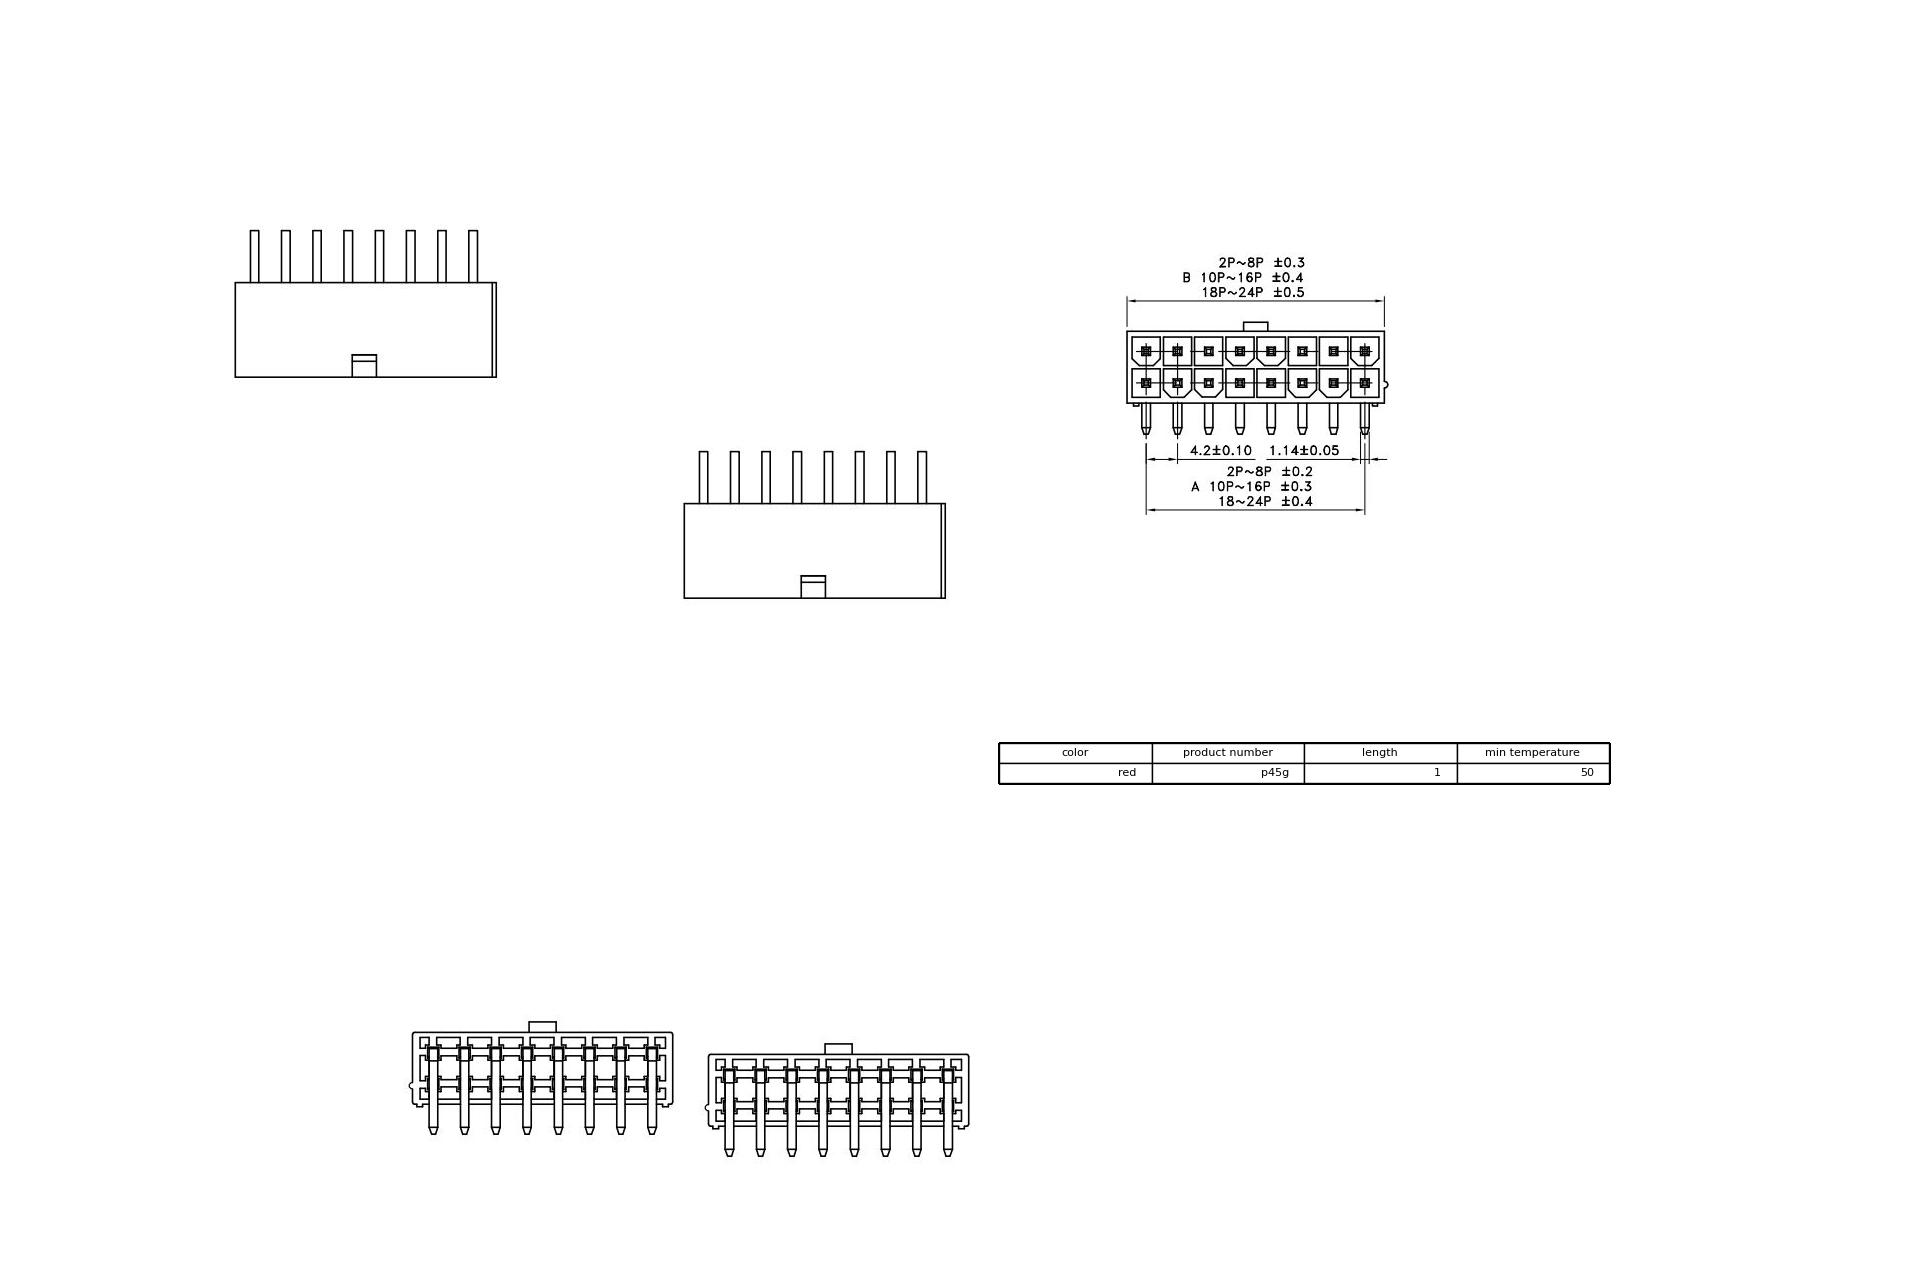 2P~8P ±0.3
B 10P~16P ±0.4
18P~24P ±0.5
4.2±0.10 1.14±0.05
2P~8P ±0.2
A 10P~16P ±0.3
18~24P ±0.4
color product number length min temperature
red p45g 1 50